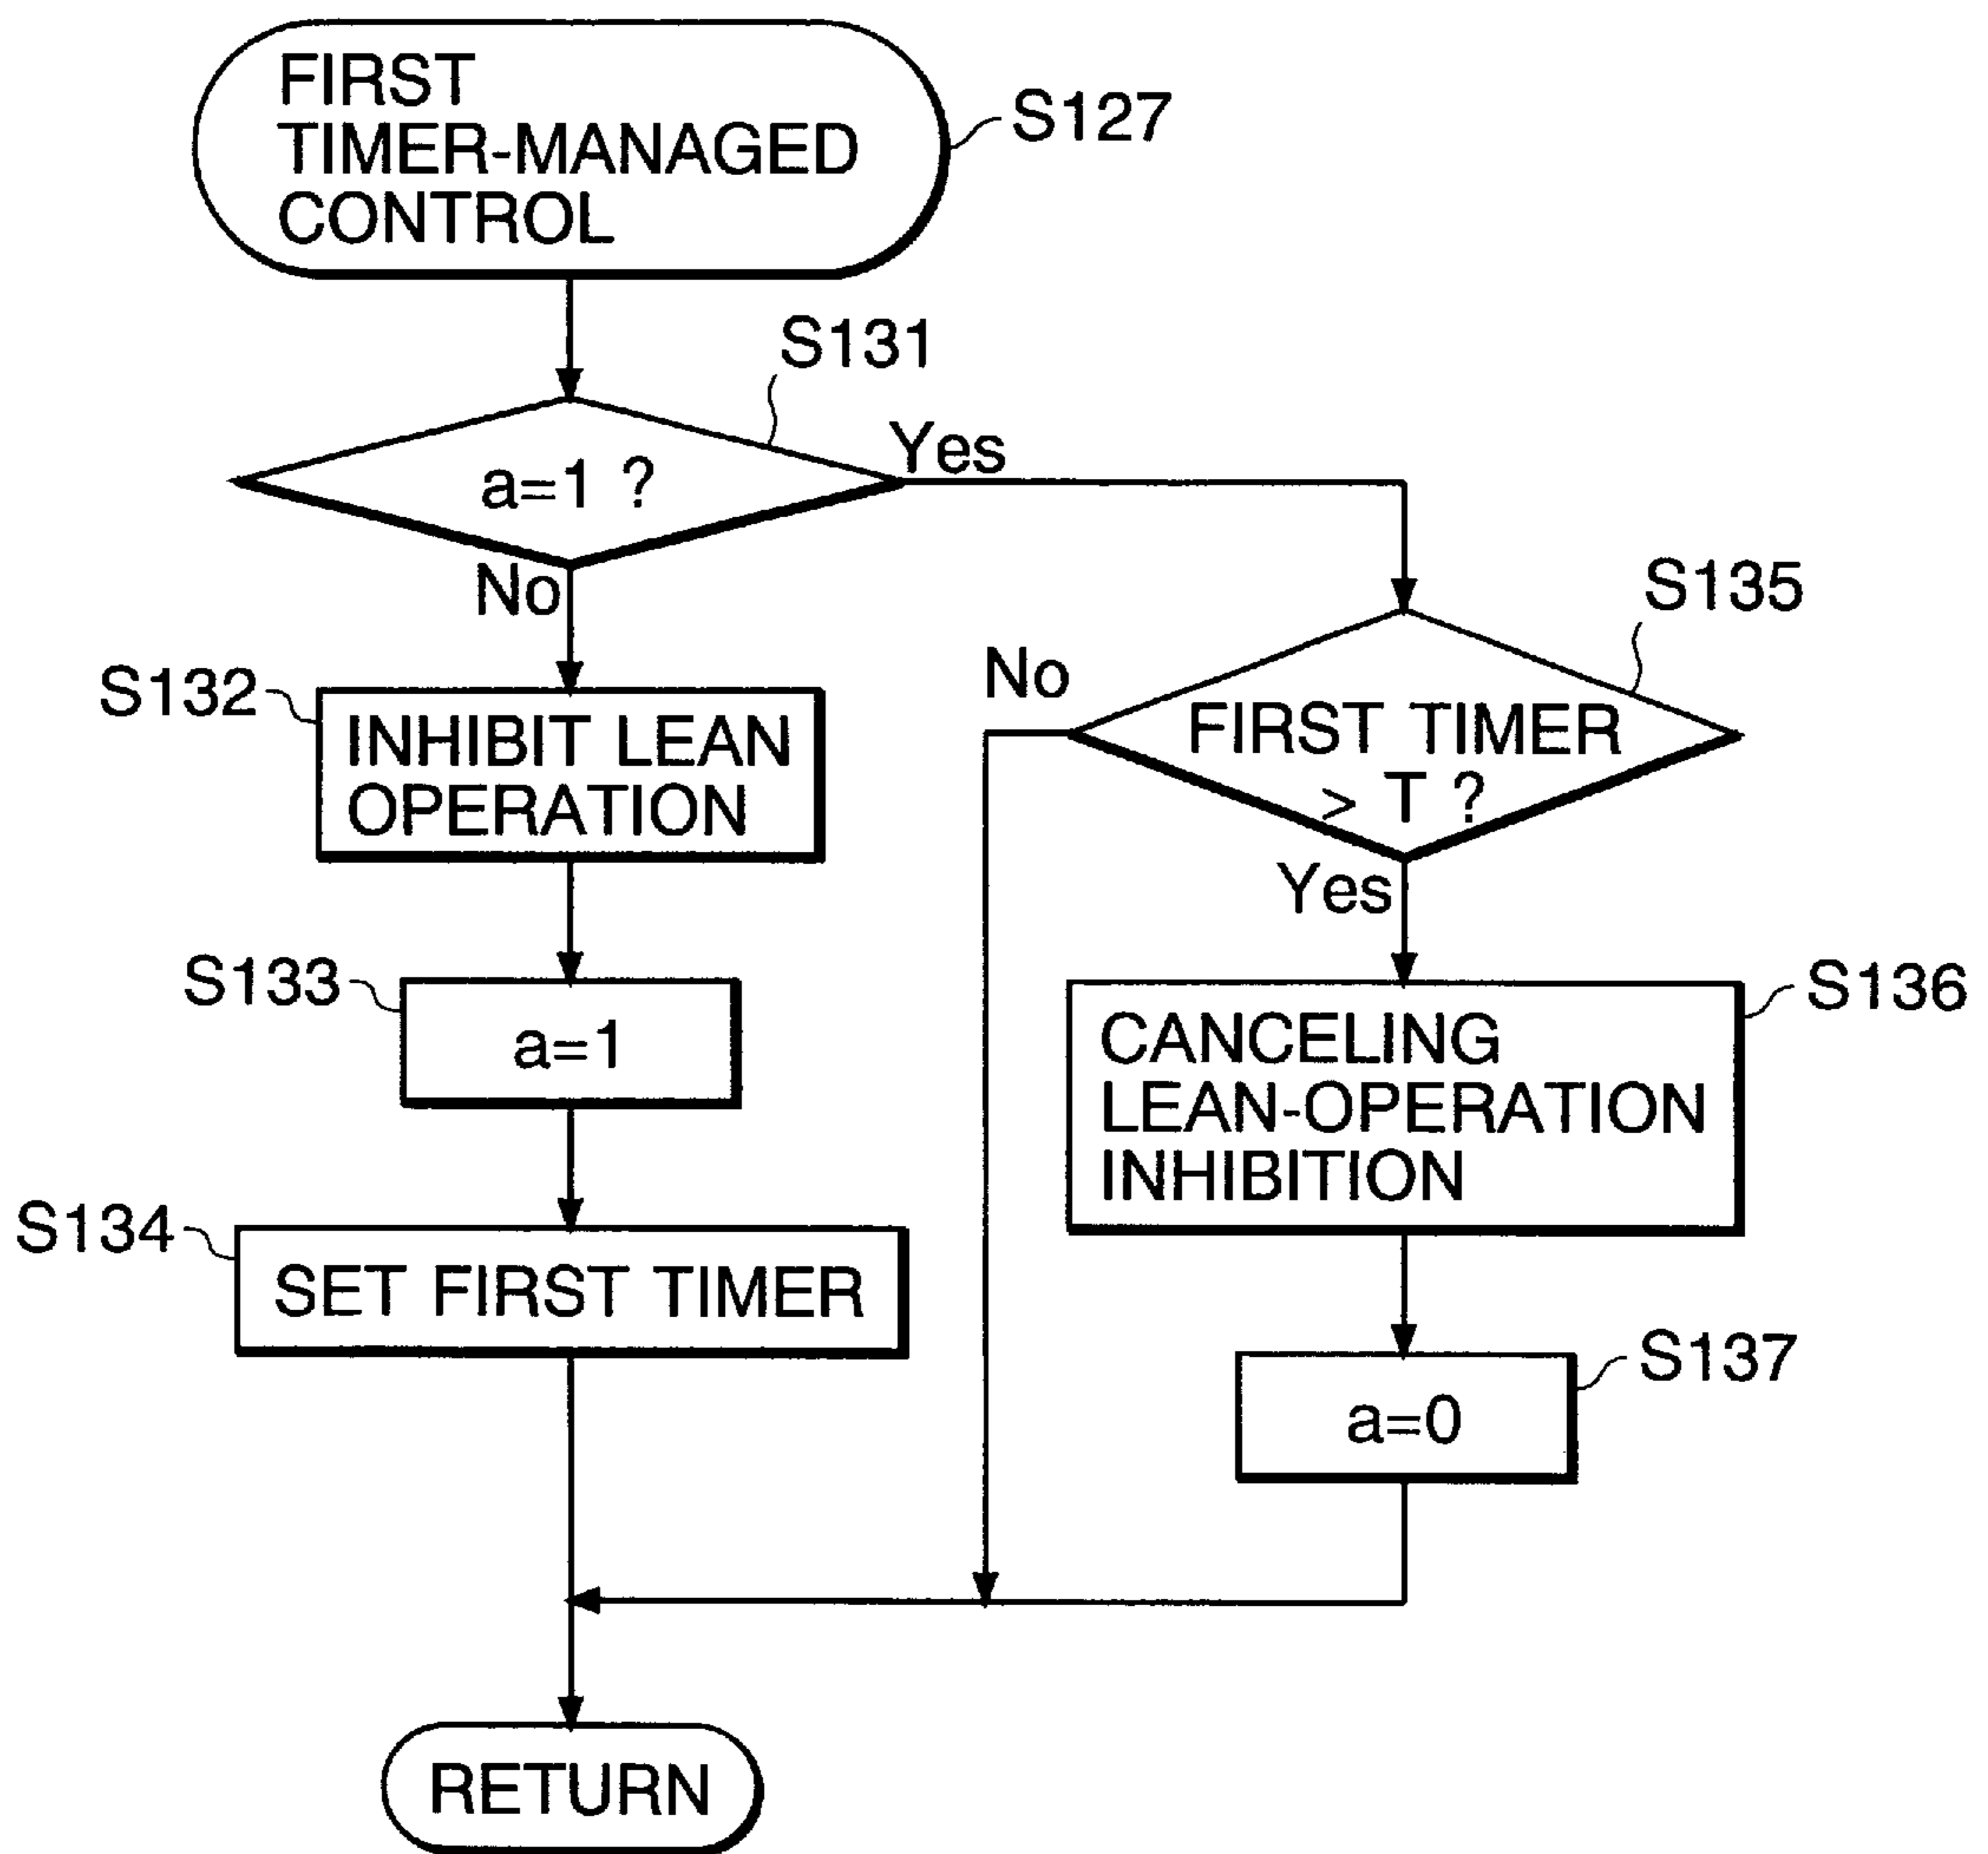 FIRST
TIMER-MANAGED
CONTROL
S127
S131
a=1 ?
Yes
No
S132
INHIBIT LEAN
OPERATION
S133
a=1
S134
SET FIRST TIMER
S135
FIRST TIMER
> T ?
No
Yes
S136
CANCELING
LEAN-OPERATION
INHIBITION
S137
a=0
RETURN